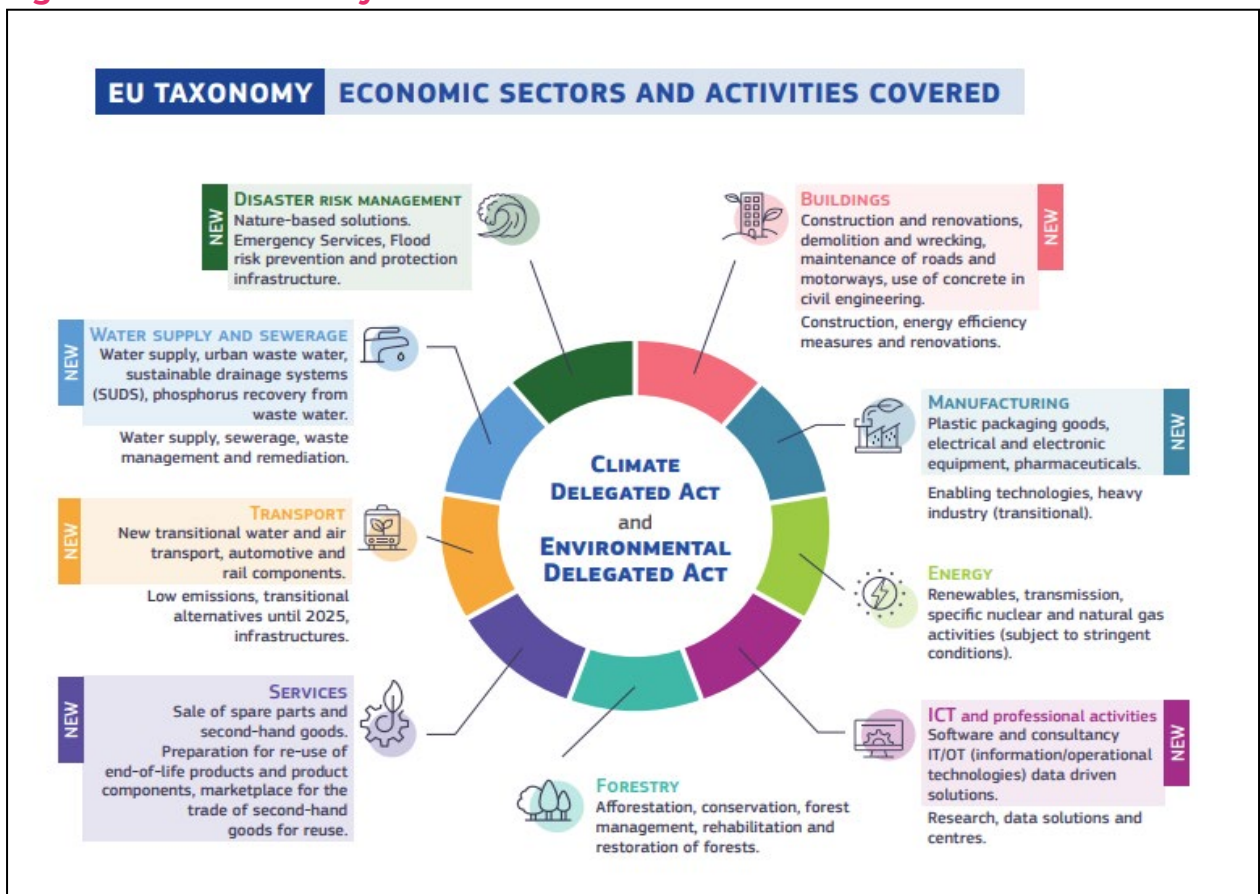 EU TAXONOMY ECONOMIC SECTORS AND ACTIVITIES COVERED
NEW
DISASTER RISK MANAGEMENT
Nature-based solutions.
Emergency Services, Flood
risk prevention and protection
infrastructure.
BUILDINGS
Construction and renovations,
demolition and wrecking,
maintenance of roads and
motorways, use of concrete in
civil engineering.
NEW
Construction, energy efficiency
measures and renovations.
NEW
WATER SUPPLY AND SEWERAGE
Water supply, urban waste water,
sustainable drainage systems
(SUDS), phosphorus recovery from
waste water.
Water supply, sewerage, waste
management and remediation.
MANUFACTURING
Plastic packaging goods,
electrical and electronic
equipment, pharmaceuticals.
NEW
Enabling technologies, heavy
industry (transitional).
CLIMATE
DELEGATED ACT
and
ENVIRONMENTAL
DELEGATED ACT
NEW
TRANSPORT
New transitional water and air
transport, automotive and
rail components.
Low emissions, transitional
alternatives until 2025,
infrastructures.
ENERGY
Renewables, transmission,
specific nuclear and natural gas
activities (subject to stringent
conditions).
NEW
SERVICES
Sale of spare parts and
second-hand goods.
Preparation for re-use of
end-of-life products and product
components, marketplace for the
trade of second-hand
goods for reuse.
ICT and professional activities
Software and consultancy
IT/OT (information/operational
technologies) data driven
solutions.
NEW
Research, data solutions and
centres.
FORESTRY
Afforestation, conservation, forest
management, rehabilitation and
restoration of forests.